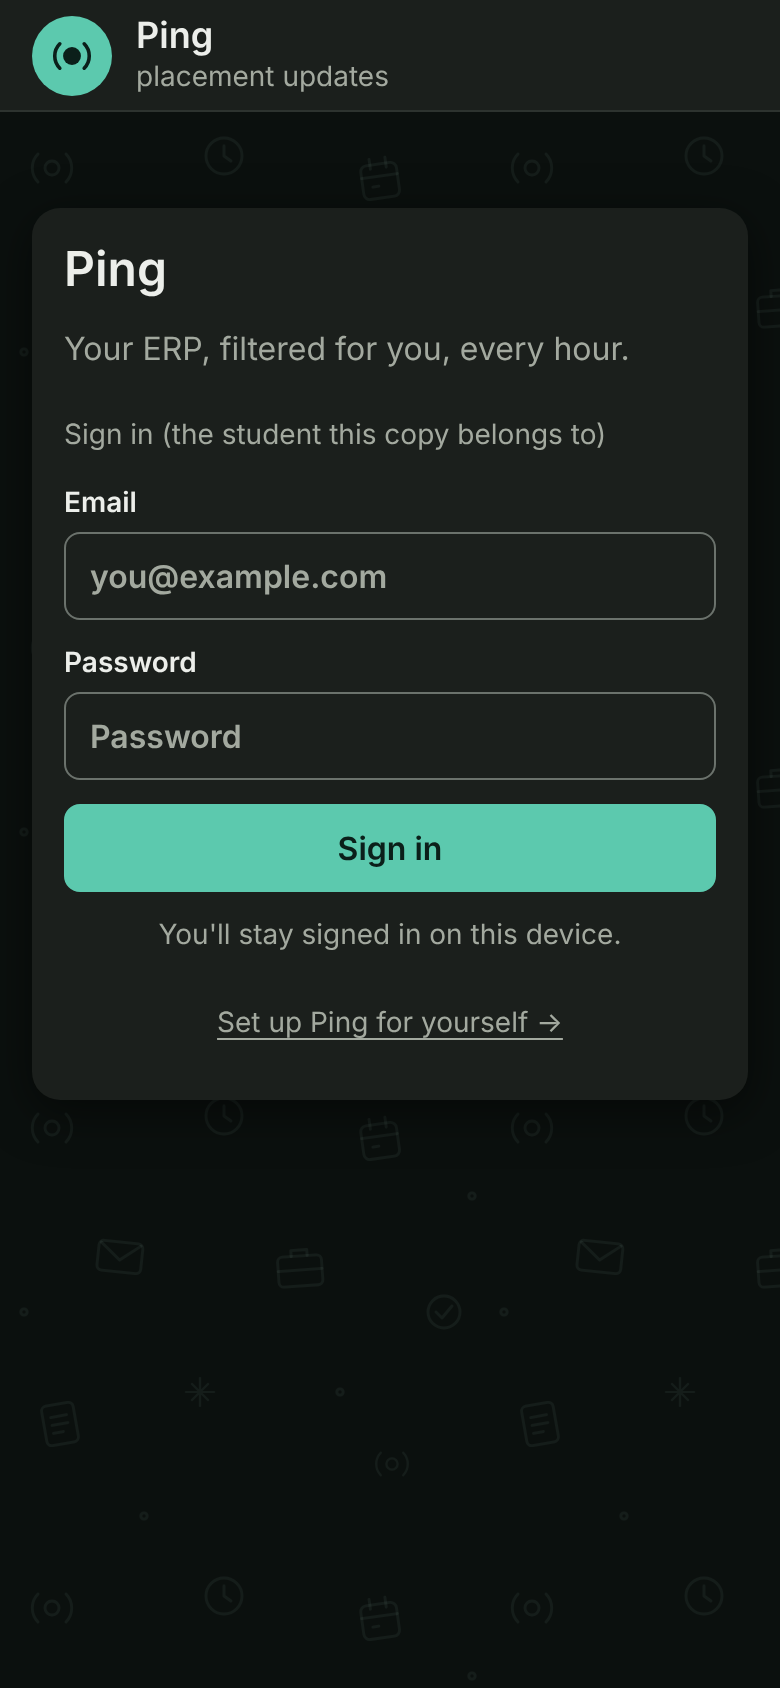 Ping
placement updates
Ping
Your ERP, filtered for you, every hour.
Sign in (the student this copy belongs to)
Email
you@example.com
Password
Password
Sign in
You'll stay signed in on this device.
Set up Ping for yourself →